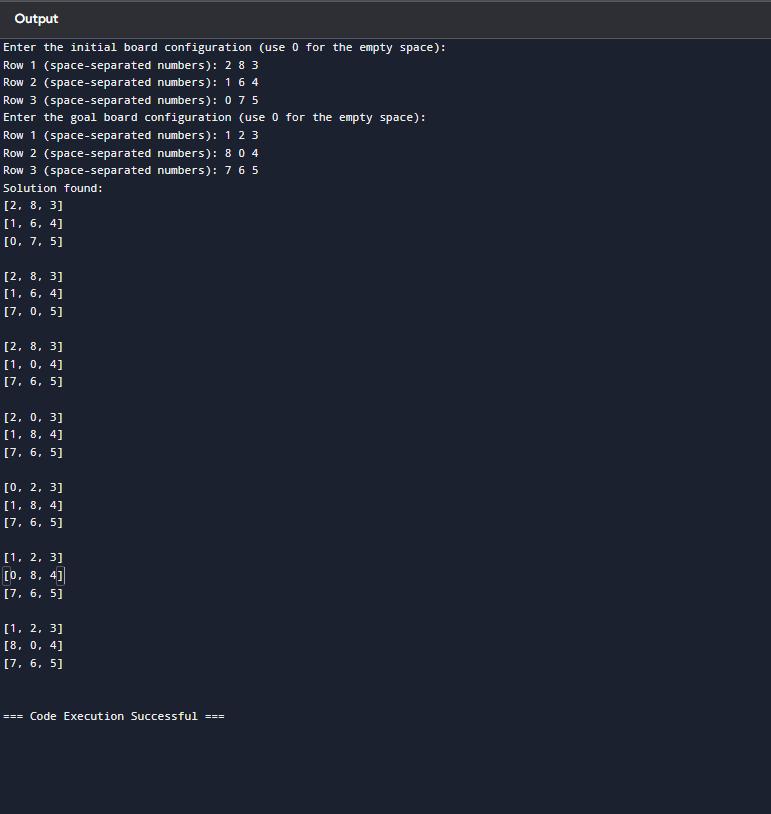 Output
Enter the initial board configuration (use 0 for the empty space):
Row 1 (space-separated numbers): 2 8 3
Row 2 (space-separated numbers): 1 6 4
Row 3 (space-separated numbers): 0 7 5
Enter the goal board configuration (use 0 for the empty space):
Row 1 (space-separated numbers): 1 2 3
Row 2 (space-separated numbers): 8 0 4
Row 3 (space-separated numbers): 7 6 5
Solution found:
[2, 8, 3]
[1, 6, 4]
[0, 7, 5]

[2, 8, 3]
[1, 6, 4]
[7, 0, 5]

[2, 8, 3]
[1, 0, 4]
[7, 6, 5]

[2, 0, 3]
[1, 8, 4]
[7, 6, 5]

[0, 2, 3]
[1, 8, 4]
[7, 6, 5]

[1, 2, 3]
[0, 8, 4]
[7, 6, 5]

[1, 2, 3]
[8, 0, 4]
[7, 6, 5]

=== Code Execution Successful ===